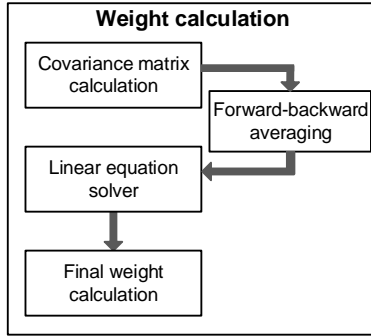 Weight calculation
Covariance matrix
calculation
Forward-backward
averaging
Linear equation
solver
Final weight
calculation